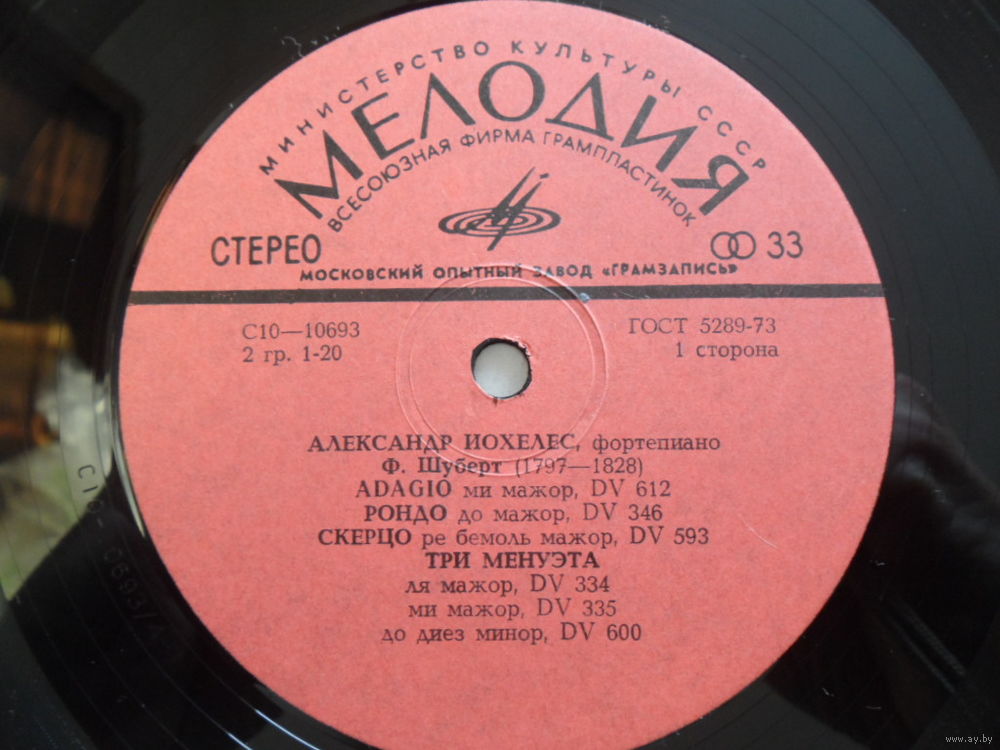 МИНИСТЕРСТВО КУЛЬТУРЫ СССР
МЕЛОДИЯ
ВСЕСОЮЗНАЯ ФИРМА ГРАМПЛАСТИНОК
СТЕРЕО
33
МОСКОВСКИЙ ОПЫТНЫЙ ЗАВОД «ГРАМЗАПИСЬ»
С10—10693
ГОСТ 5289-73
2 гр. 1-20
1 сторона
АЛЕКСАНДР ИОХЕЛЕС, фортепиано
Ф. Шуберт (1797—1828)
ADAGIO ми мажор, DV 612
РОНДО до мажор, DV 346
СКЕРЦО ре бемоль мажор, DV 593
ТРИ МЕНУЭТА
ля мажор, DV 334
ми мажор, DV 335
до диез минор, DV 600
www.ay.by